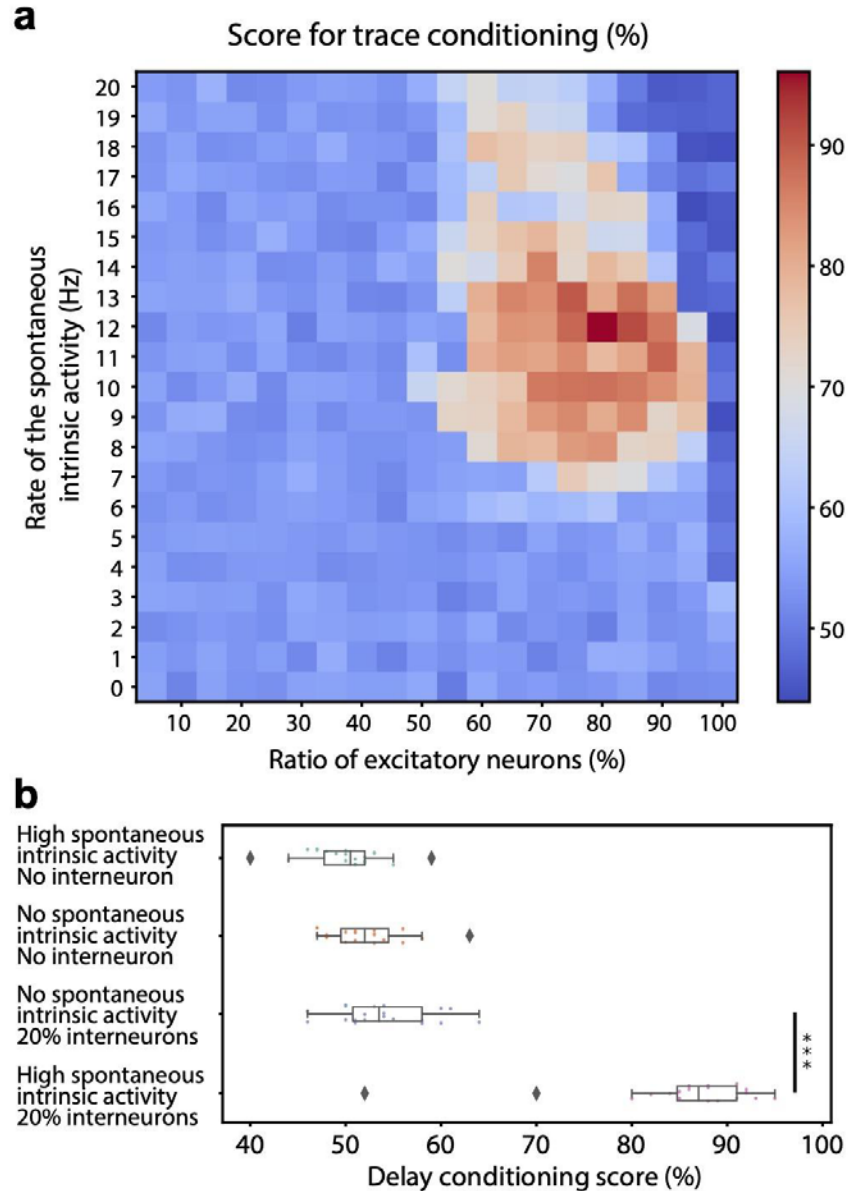 a
Score for trace conditioning (%)
Rate of the spontaneous
intrinsic activity (Hz)
20
19
18
17
16
15
14
13
12
11
10
9
8
7
6
5
4
3
2
1
0
10 20 30 40 50 60 70 80 90 100
Ratio of excitatory neurons (%)
90
80
70
60
50
b
High spontaneous
intrinsic activity
No interneuron
No spontaneous
intrinsic activity
No interneuron
No spontaneous
intrinsic activity
20% interneurons
High spontaneous
intrinsic activity
20% interneurons
***
40 50 60 70 80 90 100
Delay conditioning score (%)